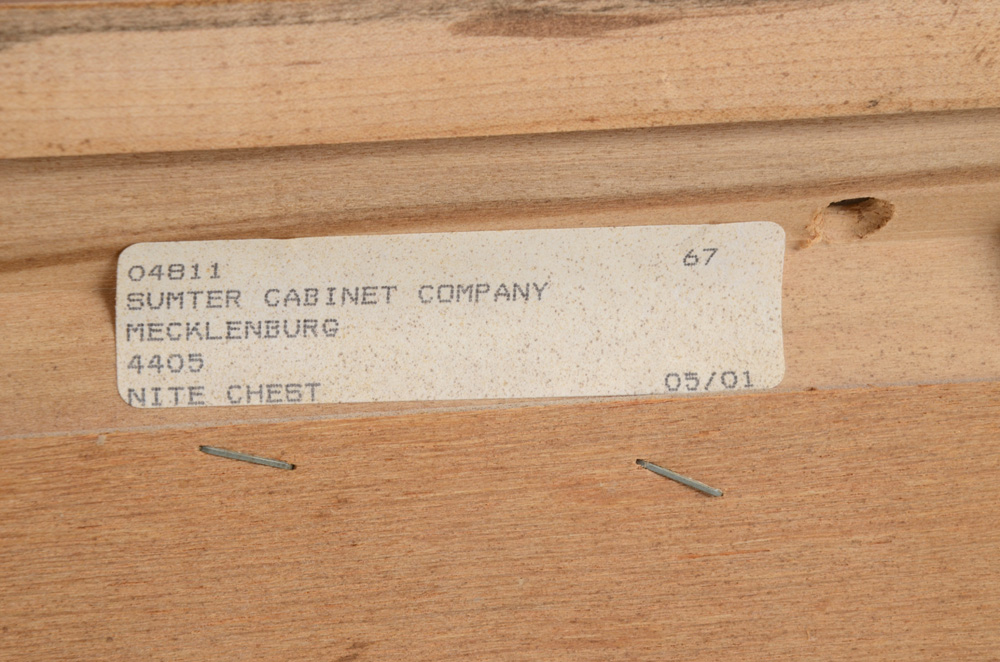 04811 67
SUMTER CABINET COMPANY
MECKLENBURG
4405
NITE CHEST 05/01